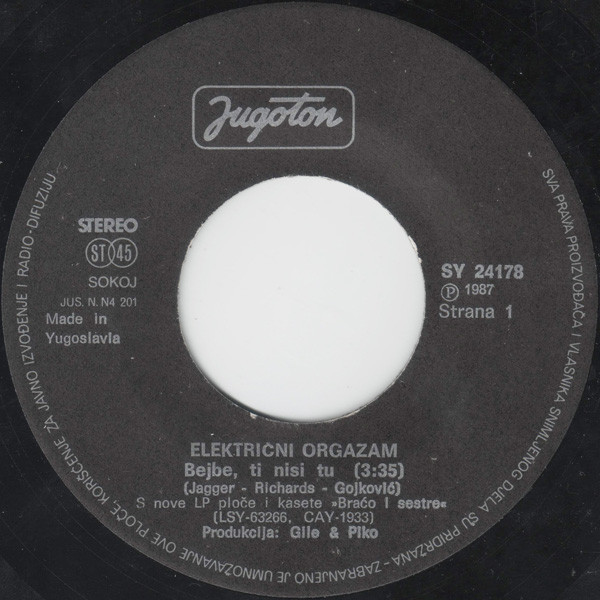 Jugoton
STEREO
ST 45
SOKOJ
JUS. N. N4 201
Made in
Yugoslavia
SY 24178
Ⓟ 1987
Strana 1
ELEKTRIČNI ORGAZAM
Bejbe, ti nisi tu (3:35)
(Jagger - Richards - Gojković)
S nove LP ploče i kasete »Braćo i sestre«
(LSY-63266, CAY-1933)
Produkcija: Gile & Piko
SVA PRAVA PROIZVOĐAČA I VLASNIKA SNIMLJENOG DJELA SU PRIDRŽANA - ZABRANJENO JE UMNOŽAVANJE OVE PLOČE, KORIŠĆENJE ZA JAVNO IZVOĐENJE I RADIO-DIFUZIJU